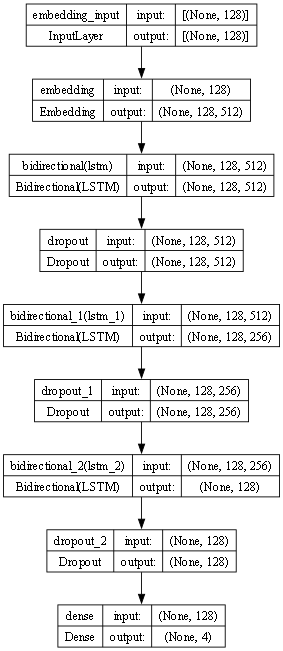 embedding_input input: [(None, 128)]
InputLayer output: [(None, 128)]
embedding input: (None, 128)
Embedding output: (None, 128, 512)
bidirectional(lstm) input: (None, 128, 512)
Bidirectional(LSTM) output: (None, 128, 512)
dropout input: (None, 128, 512)
Dropout output: (None, 128, 512)
bidirectional_1(lstm_1) input: (None, 128, 512)
Bidirectional(LSTM) output: (None, 128, 256)
dropout_1 input: (None, 128, 256)
Dropout output: (None, 128, 256)
bidirectional_2(lstm_2) input: (None, 128, 256)
Bidirectional(LSTM) output: (None, 128)
dropout_2 input: (None, 128)
Dropout output: (None, 128)
dense input: (None, 128)
Dense output: (None, 4)